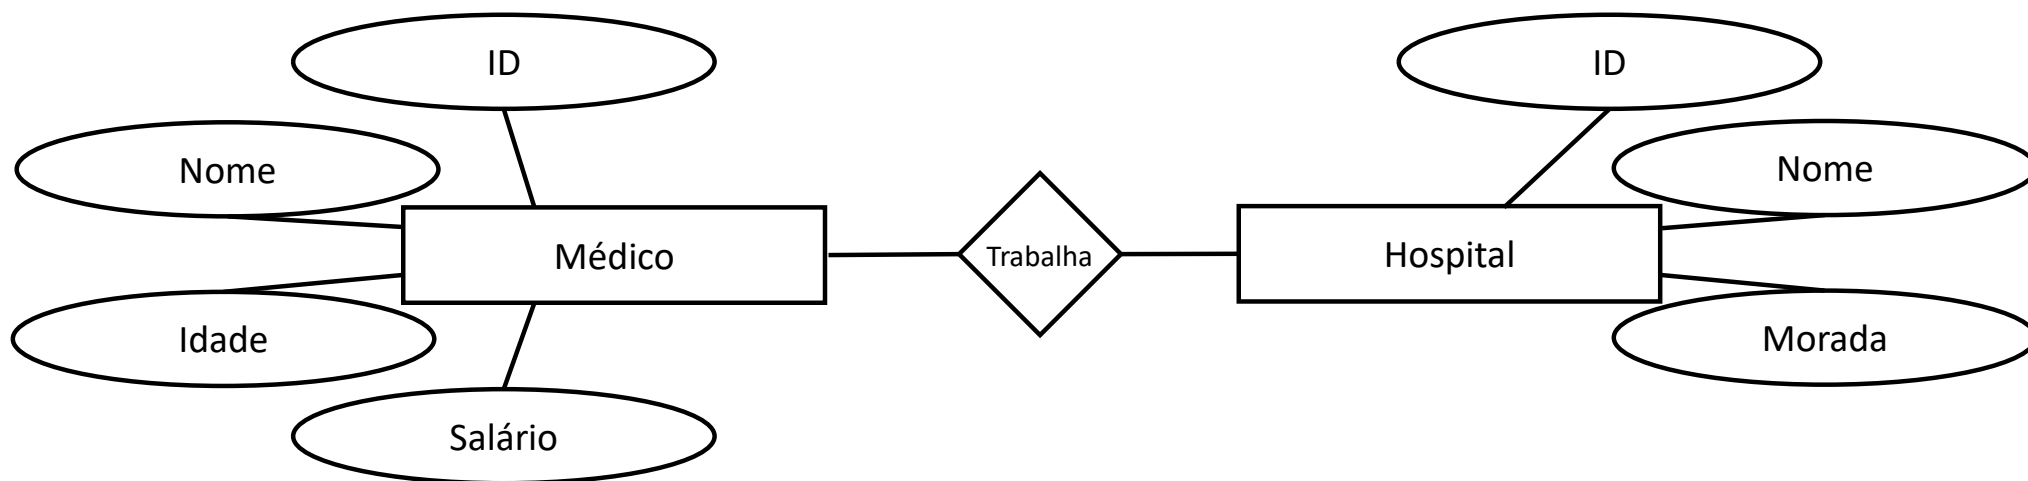 ID
ID
Nome
Nome
Médico
Trabalha
Hospital
Idade
Morada
Salário